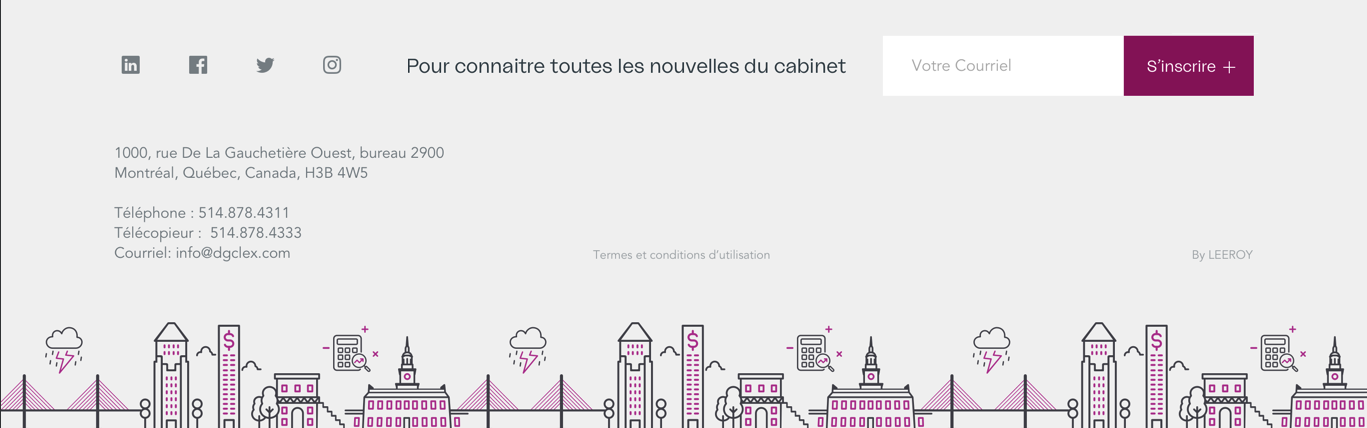 Pour connaitre toutes les nouvelles du cabinet
Votre Courriel
S'inscrire +
1000, rue De La Gauchetière Ouest, bureau 2900
Montréal, Québec, Canada, H3B 4W5
Téléphone : 514.878.4311
Télécopieur :  514.878.4333
Courriel: info@dgclex.com
Termes et conditions d'utilisation
By LEEROY